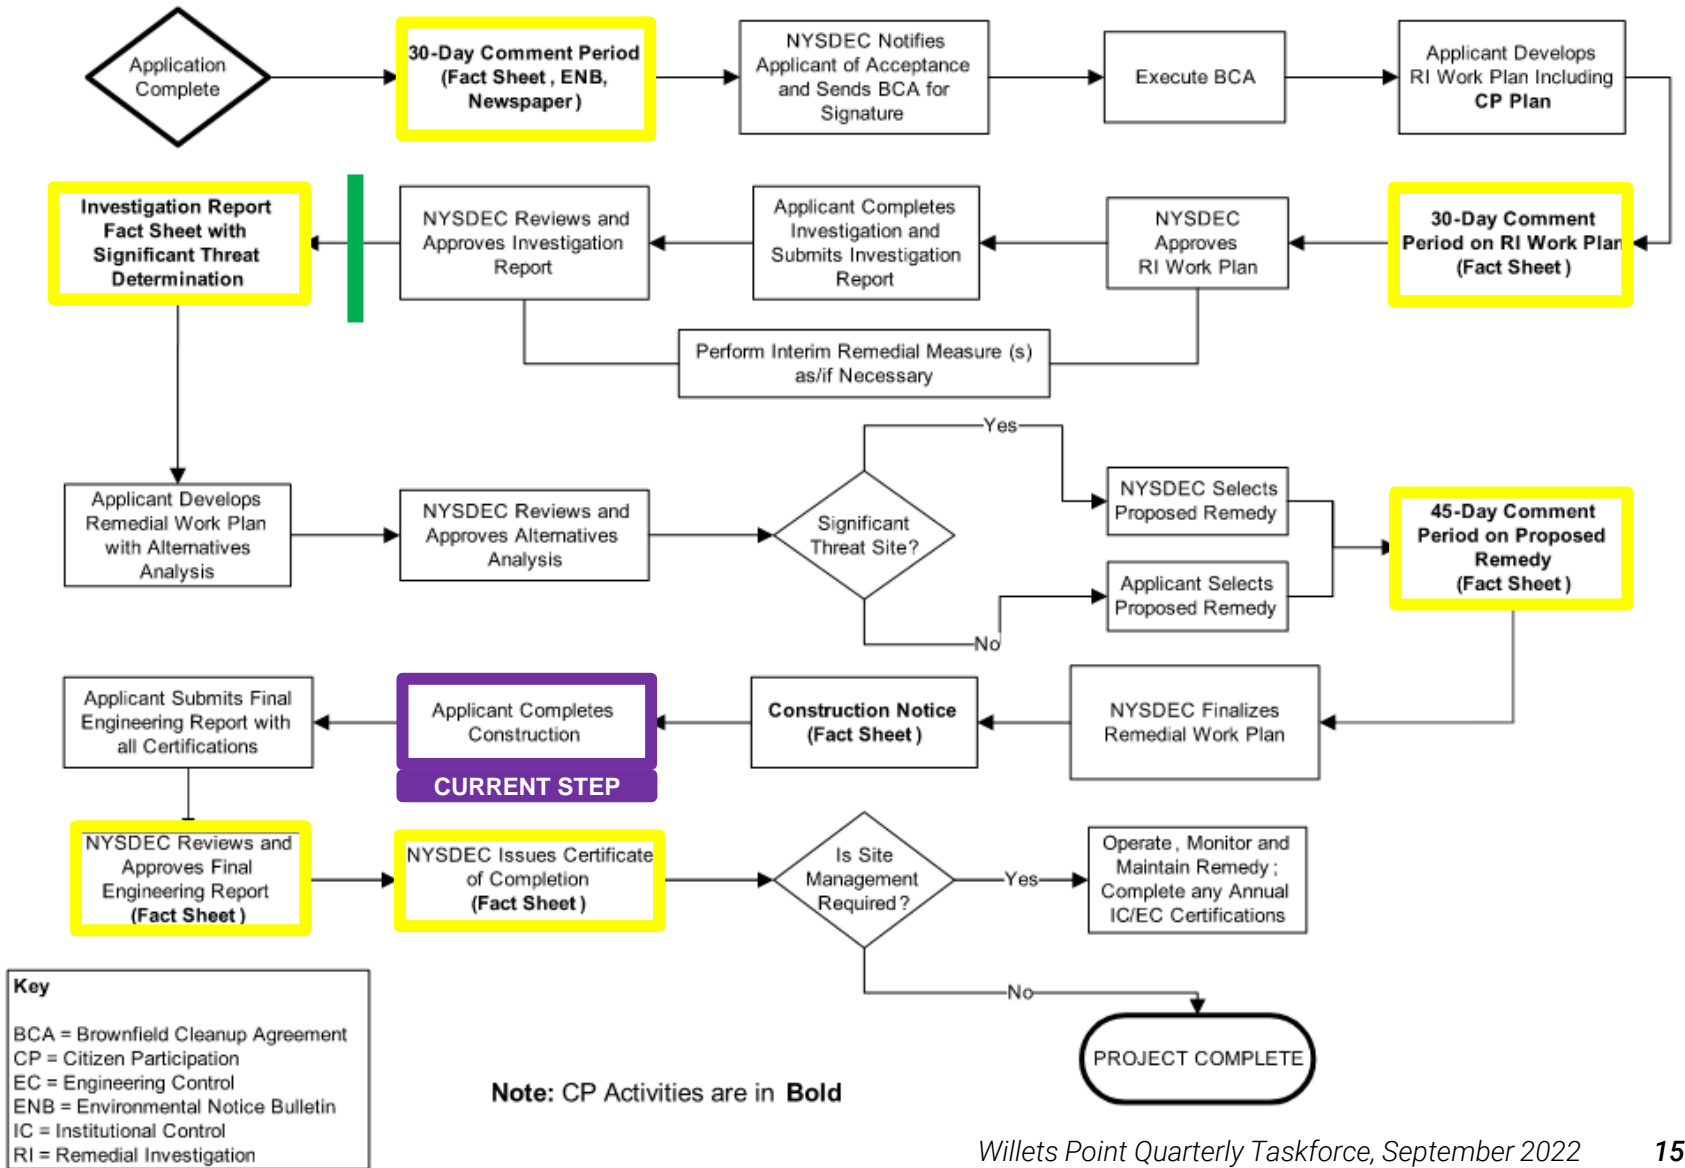 Application
Complete
30-Day Comment Period
(Fact Sheet , ENB,
Newspaper )
NYSDEC Notifies
Applicant of Acceptance
and Sends BCA for
Signature
Execute BCA
Applicant Develops
RI Work Plan Including
CP Plan
Investigation Report
Fact Sheet with
Significant Threat
Determination
NYSDEC Reviews and
Approves Investigation
Report
Applicant Completes
Investigation and
Submits Investigation
Report
NYSDEC
Approves
RI Work Plan
30-Day Comment
Period on RI Work Plan
(Fact Sheet )
Perform Interim Remedial Measure (s)
as/if Necessary
Applicant Develops
Remedial Work Plan
with Alternatives
Analysis
NYSDEC Reviews and
Approves Alternatives
Analysis
Significant
Threat Site?
Yes
No
NYSDEC Selects
Proposed Remedy
Applicant Selects
Proposed Remedy
45-Day Comment
Period on Proposed
Remedy
(Fact Sheet )
Applicant Submits Final
Engineering Report with
all Certifications
Applicant Completes
Construction
CURRENT STEP
Construction Notice
(Fact Sheet )
NYSDEC Finalizes
Remedial Work Plan
NYSDEC Reviews and
Approves Final
Engineering Report
(Fact Sheet )
NYSDEC Issues Certificate
of Completion
(Fact Sheet )
Is Site
Management
Required?
Yes
Operate , Monitor and
Maintain Remedy ;
Complete any Annual
IC/EC Certifications
No
PROJECT COMPLETE
Key
BCA = Brownfield Cleanup Agreement
CP = Citizen Participation
EC = Engineering Control
ENB = Environmental Notice Bulletin
IC = Institutional Control
RI = Remedial Investigation
Note: CP Activities are in Bold
Willets Point Quarterly Taskforce, September 2022 15